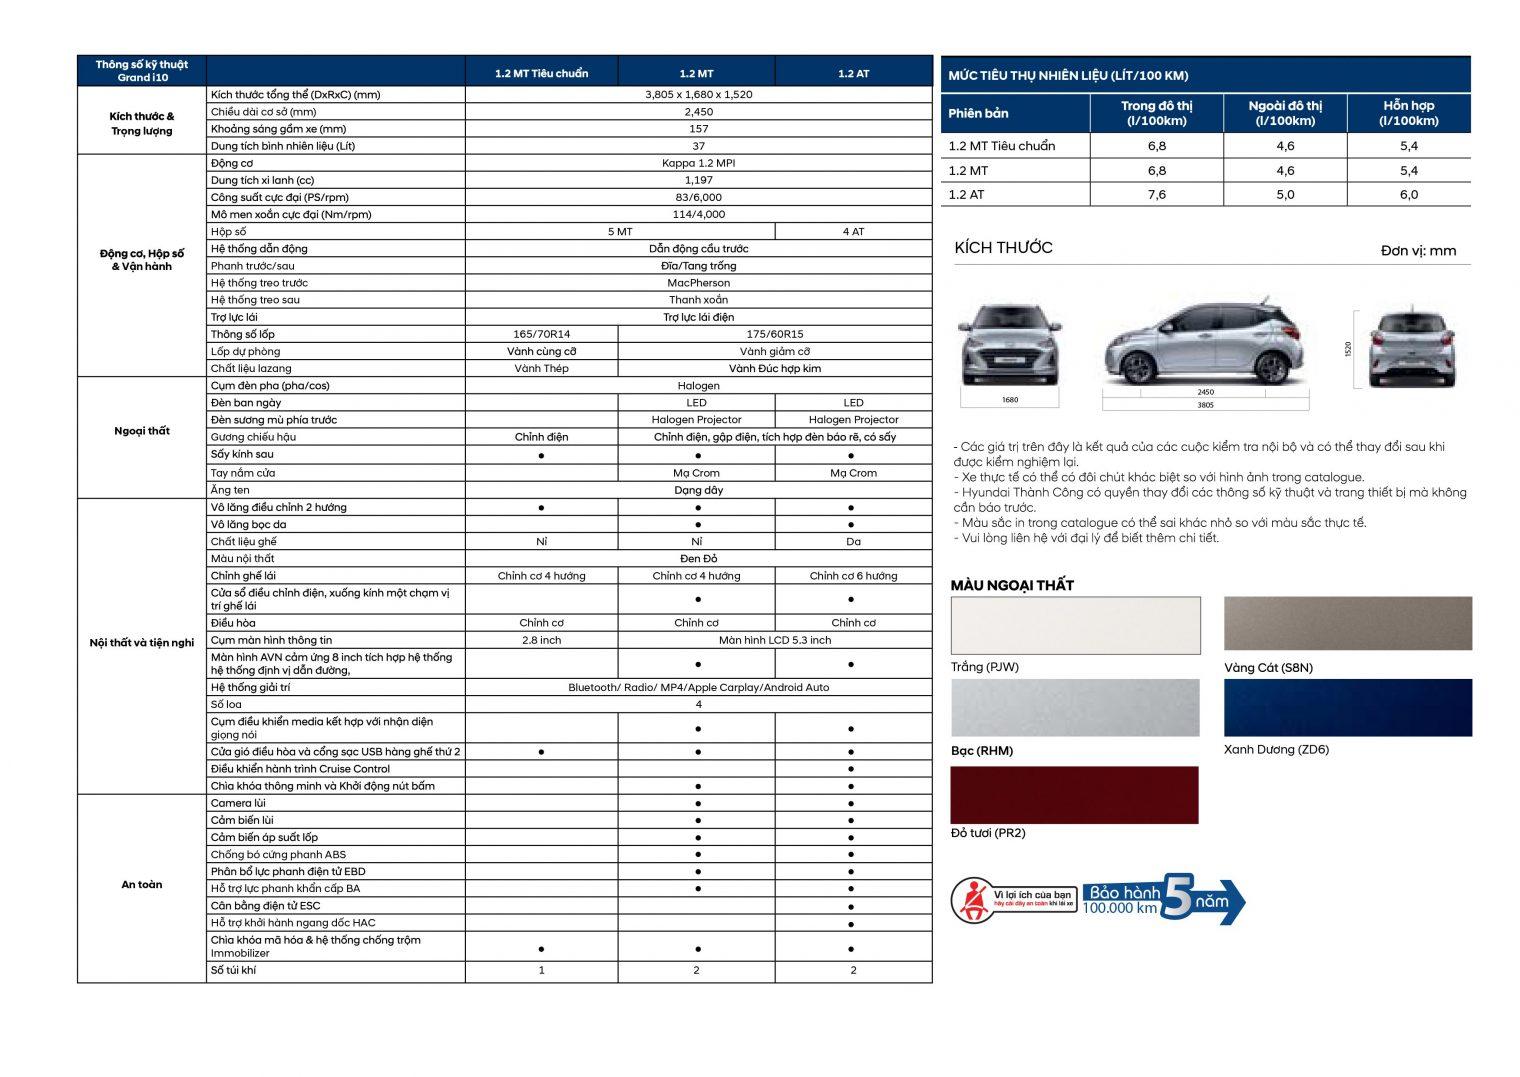 Thông số kỹ thuật
Grand i10
1.2 MT Tiêu chuẩn 1.2 MT 1.2 AT
Kích thước &
Trọng lượng
Kích thước tổng thể (DxRxC) (mm) 3,805 x 1,680 x 1,520
Chiều dài cơ sở (mm) 2,450
Khoảng sáng gầm xe (mm) 157
Dung tích bình nhiên liệu (Lít) 37
Động cơ, Hộp số
& Vận hành
Động cơ Kappa 1.2 MPI
Dung tích xi lanh (cc) 1,197
Công suất cực đại (PS/rpm) 83/6,000
Mô men xoắn cực đại (Nm/rpm) 114/4,000
Hộp số 5 MT 4 AT
Hệ thống dẫn động Dẫn động cầu trước
Phanh trước/sau Đĩa/Tang trống
Hệ thống treo trước MacPherson
Hệ thống treo sau Thanh xoắn
Trợ lực lái Trợ lực lái điện
Thông số lốp 165/70R14 175/60R15
Lốp dự phòng Vành cùng cỡ Vành giảm cỡ
Chất liệu lazang Vành Thép Vành Đúc hợp kim
Ngoại thất
Cụm đèn pha (pha/cos) Halogen
Đèn ban ngày LED LED
Đèn sương mù phía trước Halogen Projector Halogen Projector
Gương chiếu hậu Chỉnh điện Chỉnh điện, gập điện, tích hợp đèn báo rẽ, có sấy
Sấy kính sau ● ● ●
Tay nắm cửa Mạ Crom Mạ Crom
Ăng ten Dạng dây
Nội thất và tiện nghi
Vô lăng điều chỉnh 2 hướng ● ● ●
Vô lăng bọc da ● ●
Chất liệu ghế Nỉ Nỉ Da
Màu nội thất Đen Đỏ
Chỉnh ghế lái Chỉnh cơ 4 hướng Chỉnh cơ 4 hướng Chỉnh cơ 6 hướng
Cửa sổ điều chỉnh điện, xuống kính một chạm vị
trí ghế lái ● ●
Điều hòa Chỉnh cơ Chỉnh cơ Chỉnh cơ
Cụm màn hình thông tin 2.8 inch Màn hình LCD 5.3 inch
Màn hình AVN cảm ứng 8 inch tích hợp hệ thống
hệ thống định vị dẫn đường, ● ●
Hệ thống giải trí Bluetooth/ Radio/ MP4/Apple Carplay/Android Auto
Số loa 4
Cụm điều khiển media kết hợp với nhận diện
giọng nói ● ●
Cửa gió điều hòa và cổng sạc USB hàng ghế thứ 2 ● ● ●
Điều khiển hành trình Cruise Control ●
Chìa khóa thông minh và Khởi động nút bấm ● ●
An toàn
Camera lùi ● ●
Cảm biến lùi ● ●
Cảm biến áp suất lốp ● ●
Chống bó cứng phanh ABS ● ●
Phân bổ lực phanh điện tử EBD ● ●
Hỗ trợ lực phanh khẩn cấp BA ● ●
Cân bằng điện tử ESC ●
Hỗ trợ khởi hành ngang dốc HAC ●
Chìa khóa mã hóa & hệ thống chống trộm
Immobilizer ● ● ●
Số túi khí 1 2 2
MỨC TIÊU THỤ NHIÊN LIỆU (LÍT/100 KM)
Phiên bản Trong đô thị (l/100km) Ngoài đô thị (l/100km) Hỗn hợp (l/100km)
1.2 MT Tiêu chuẩn 6,8 4,6 5,4
1.2 MT 6,8 4,6 5,4
1.2 AT 7,6 5,0 6,0
KÍCH THƯỚC Đơn vị: mm
1680
2450
3805
1520
- Các giá trị trên đây là kết quả của các cuộc kiểm tra nội bộ và có thể thay đổi sau khi
được kiểm nghiệm lại.
- Xe thực tế có thể có đôi chút khác biệt so với hình ảnh trong catalogue.
- Hyundai Thành Công có quyền thay đổi các thông số kỹ thuật và trang thiết bị mà không
cần báo trước.
- Màu sắc in trong catalogue có thể sai khác nhỏ so với màu sắc thực tế.
- Vui lòng liên hệ với đại lý để biết thêm chi tiết.
MÀU NGOẠI THẤT
Trắng (PJW) Vàng Cát (S8N)
Bạc (RHM) Xanh Dương (ZD6)
Đỏ tươi (PR2)
Vì lợi ích của bạn
hãy cài dây an toàn khi lái xe
Bảo hành
100.000 km
5 năm